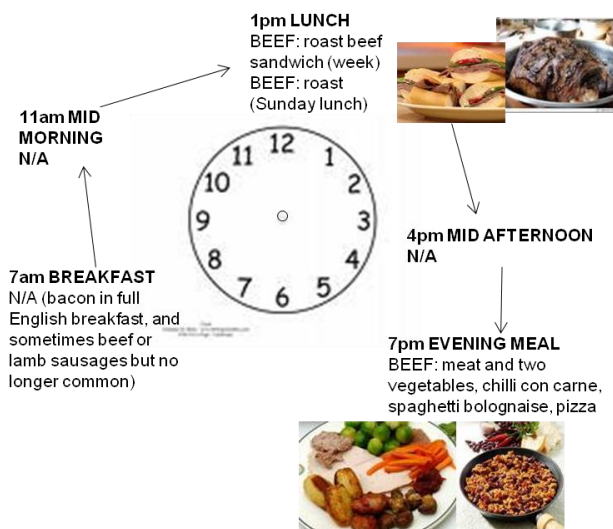 1pm LUNCH
BEEF: roast beef
sandwich (week)
BEEF: roast
(Sunday lunch)
11am MID
MORNING
N/A
12
1
2
3
4
5
6
7
8
9
10
11
4pm MID AFTERNOON
N/A
7am BREAKFAST
N/A (bacon in full
English breakfast, and
sometimes beef or
lamb sausages but no
longer common)
7pm EVENING MEAL
BEEF: meat and two
vegetables, chilli con carne,
spaghetti bolognaise, pizza